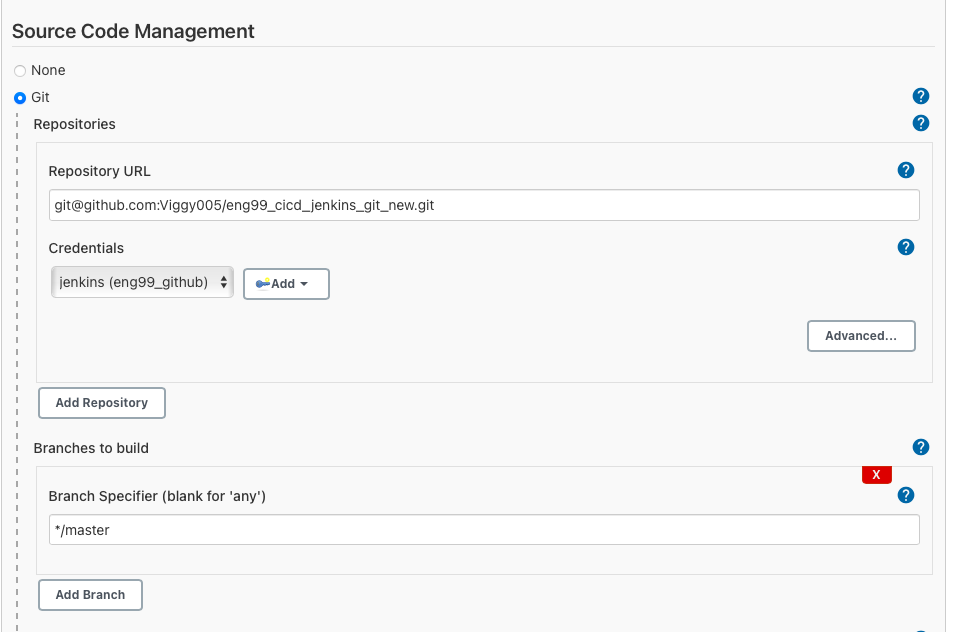 Source Code Management
None
Git
?
Repositories
?
Repository URL
?
git@github.com:Viggy005/eng99_cicd_jenkins_git_new.git
Credentials
?
jenkins (eng99_github)
Add
Advanced...
Add Repository
Branches to build
?
X
Branch Specifier (blank for 'any')
?
*/master
Add Branch